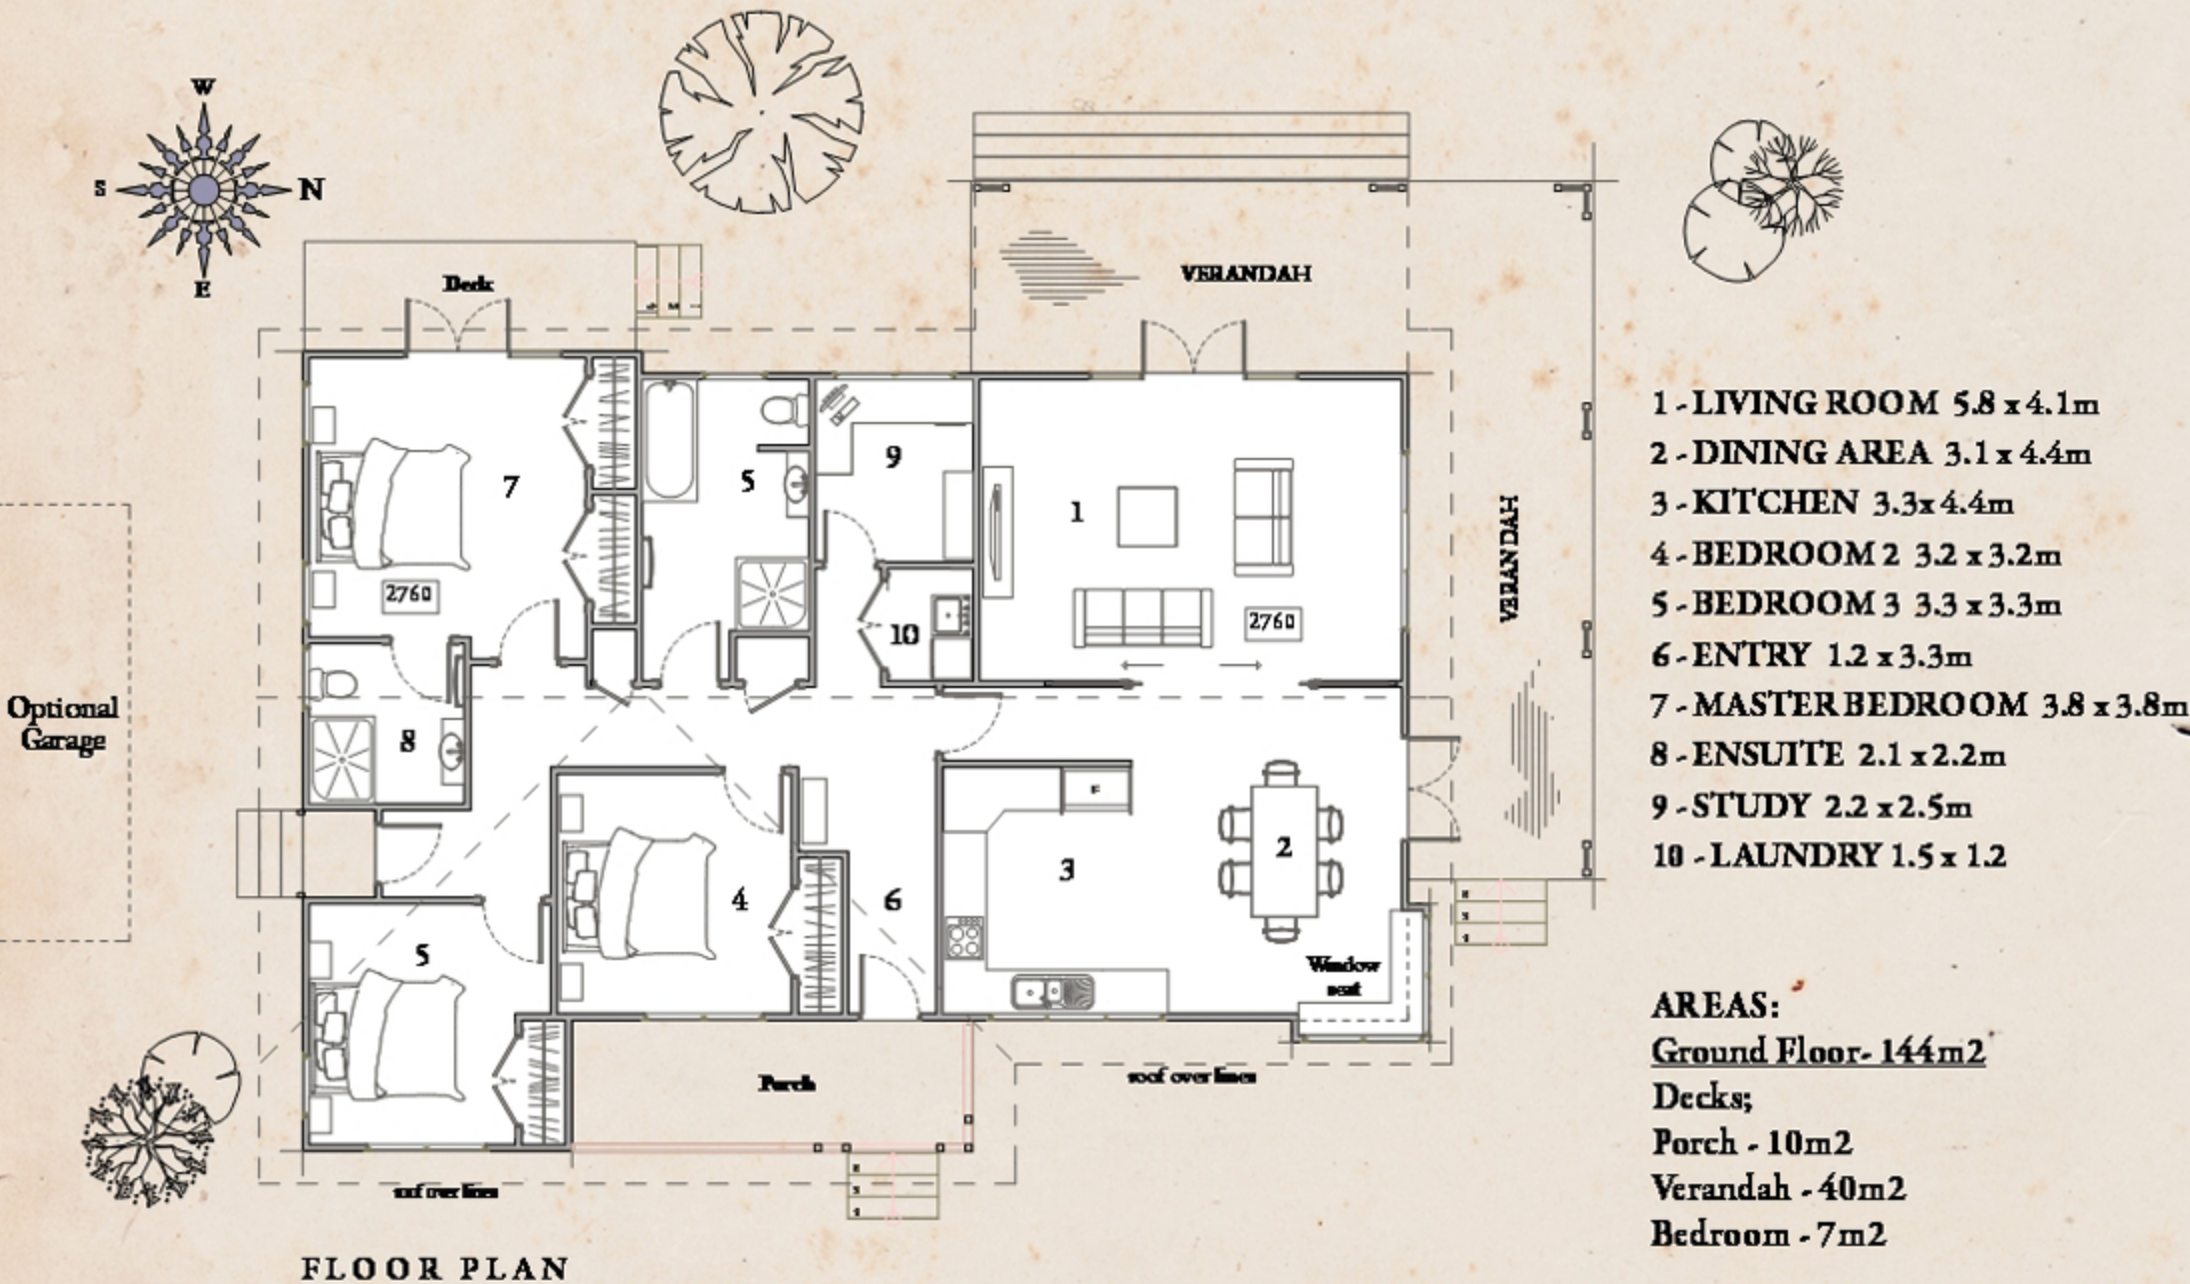 W
S
N
E
Deck
VERANDAH
7
5
9
1
2760
10
2760
VERANDAH
Optional
Garage
8
F
4
6
3
2
5
Window
seat
Porch
roof over lines
roof over lines
FLOOR PLAN
1 - LIVING ROOM 5.8 x 4.1m
2 - DINING AREA 3.1 x 4.4m
3 - KITCHEN 3.3x 4.4m
4 - BEDROOM 2 3.2 x 3.2m
5 - BEDROOM 3 3.3 x 3.3m
6 - ENTRY 1.2 x 3.3m
7 - MASTER BEDROOM 3.8 x 3.8m
8 - ENSUITE 2.1 x 2.2m
9 - STUDY 2.2 x 2.5m
10 - LAUNDRY 1.5 x 1.2
AREAS:
Ground Floor- 144m2
Decks;
Porch - 10m2
Verandah - 40m2
Bedroom - 7m2